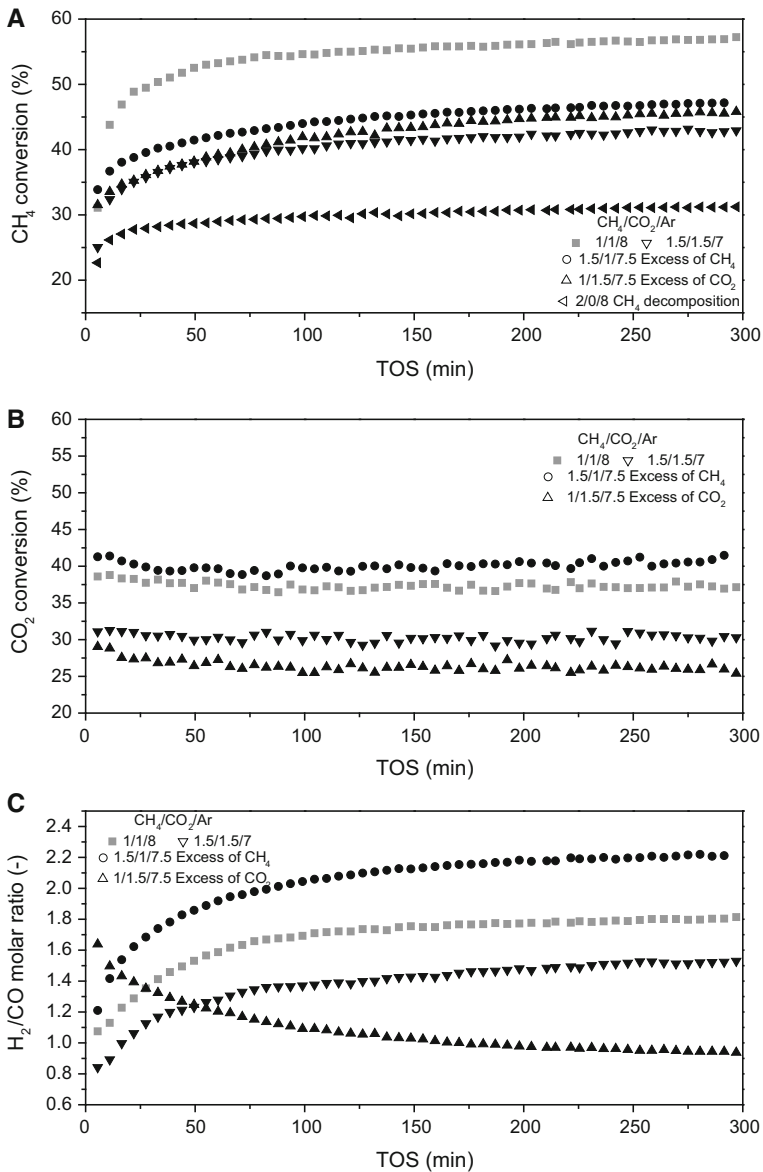 A
60
50
40
30
20
CH₄ conversion (%)
CH₄/CO₂/Ar
1/1/8 1.5/1.5/7
1.5/1/7.5 Excess of CH₄
1/1.5/7.5 Excess of CO₂
2/0/8 CH₄ decomposition
0 50 100 150 200 250 300
TOS (min)
B
60
55
50
45
40
35
30
25
20
CO₂ conversion (%)
CH₄/CO₂/Ar
1/1/8 1.5/1.5/7
1.5/1/7.5 Excess of CH₄
1/1.5/7.5 Excess of CO₂
0 50 100 150 200 250 300
TOS (min)
C
2.4
2.2
2.0
1.8
1.6
1.4
1.2
1.0
0.8
0.6
H₂/CO molar ratio (-)
CH₄/CO₂/Ar
1/1/8 1.5/1.5/7
1.5/1/7.5 Excess of CH₄
1/1.5/7.5 Excess of CO
0 50 100 150 200 250 300
TOS (min)